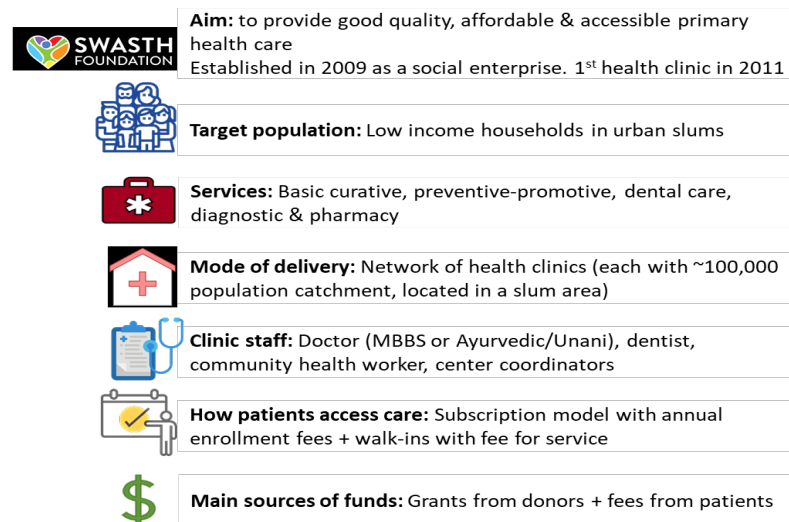 SWASTH
FOUNDATION
Aim: to provide good quality, affordable & accessible primary
health care
Established in 2009 as a social enterprise. 1st health clinic in 2011
Target population: Low income households in urban slums
Services: Basic curative, preventive-promotive, dental care,
diagnostic & pharmacy
Mode of delivery: Network of health clinics (each with ~100,000
population catchment, located in a slum area)
Clinic staff: Doctor (MBBS or Ayurvedic/Unani), dentist,
community health worker, center coordinators
How patients access care: Subscription model with annual
enrollment fees + walk-ins with fee for service
$
Main sources of funds: Grants from donors + fees from patients